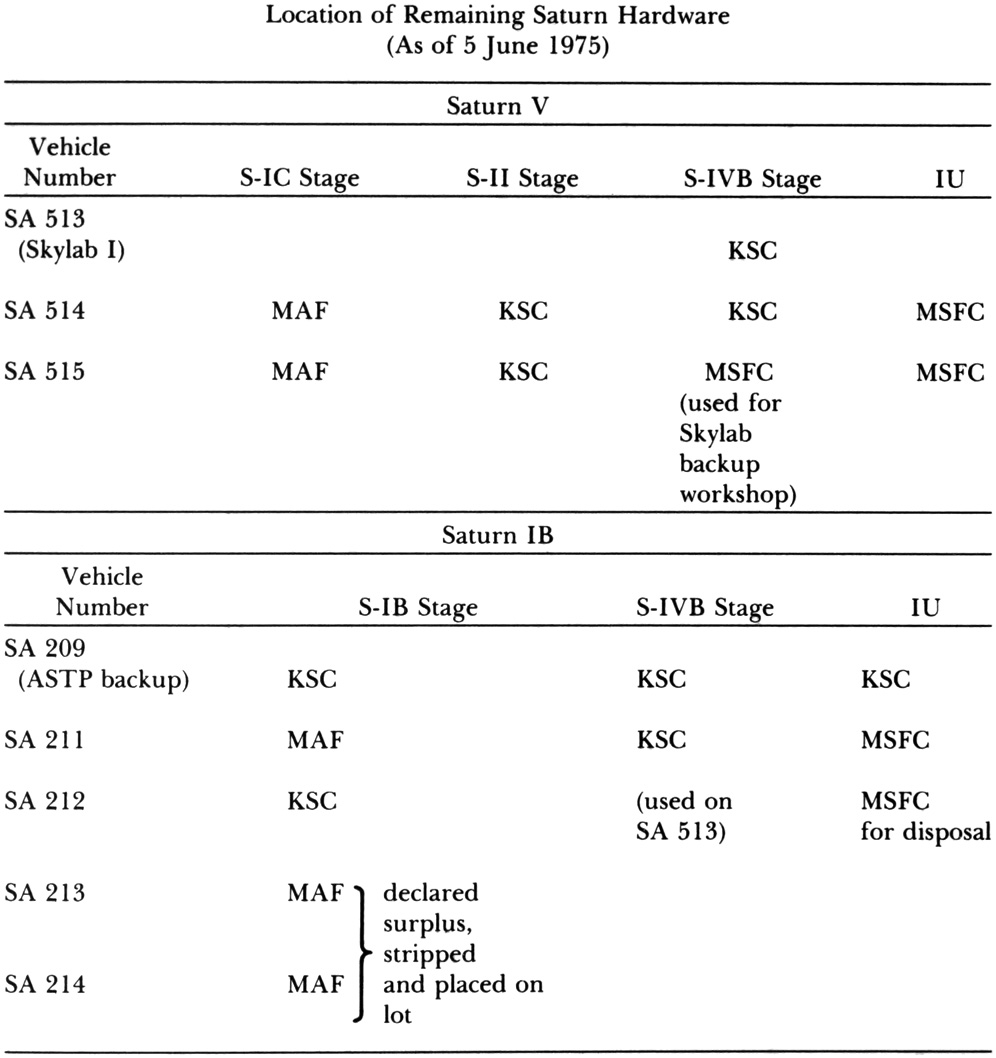 Location of Remaining Saturn Hardware
(As of 5 June 1975)
Saturn V
Vehicle
Number S-IC Stage S-II Stage S-IVB Stage IU
SA 513
(Skylab I) KSC
SA 514 MAF KSC KSC MSFC
SA 515 MAF KSC MSFC MSFC
(used for
Skylab
backup
workshop)
Saturn IB
Vehicle
Number S-IB Stage S-IVB Stage IU
SA 209
(ASTP backup) KSC KSC KSC
SA 211 MAF KSC MSFC
SA 212 KSC (used on MSFC
SA 513) for disposal
SA 213 MAF declared
surplus,
stripped
SA 214 MAF and placed on
lot